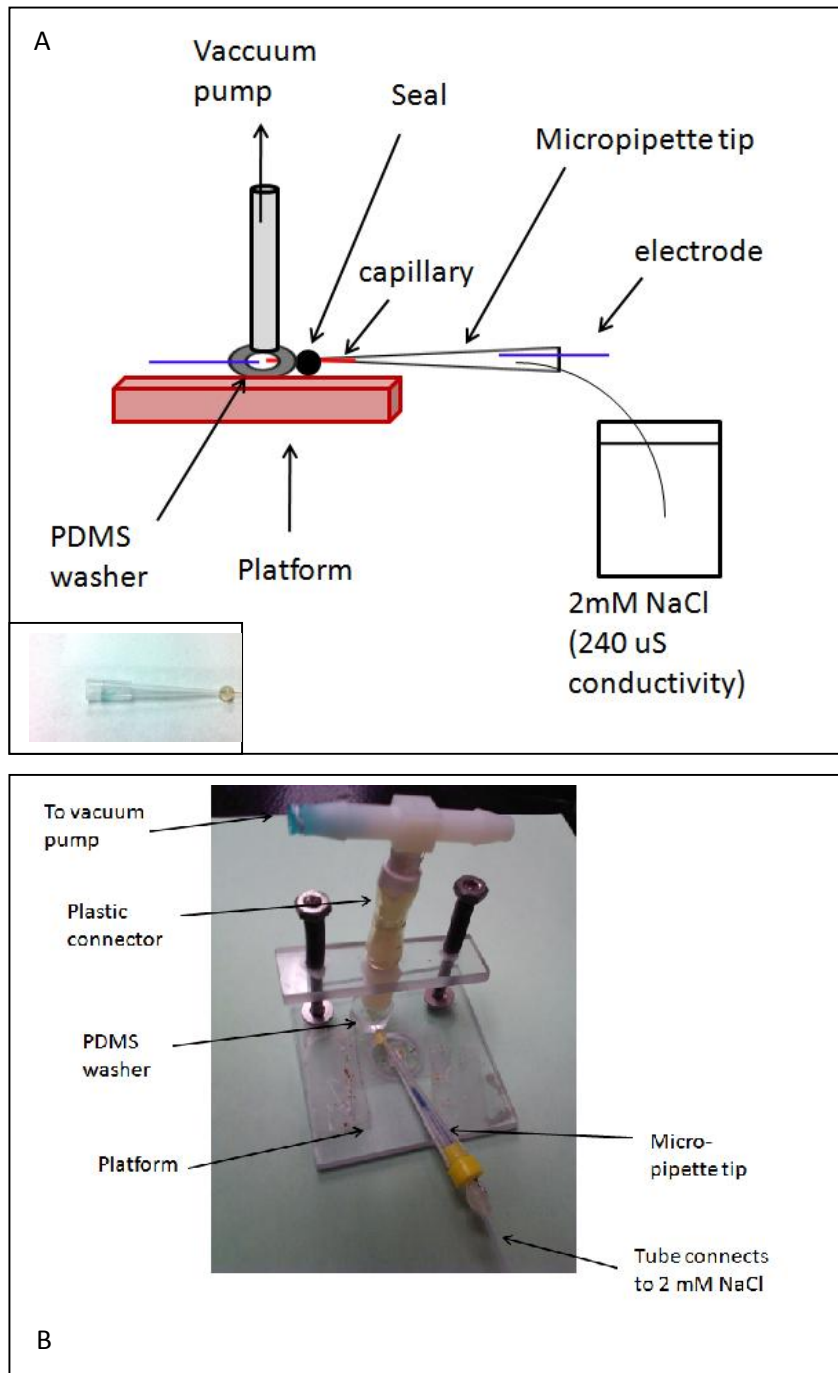 A
Vaccuum
pump
Seal
Micropipette tip
electrode
capillary
PDMS
washer
Platform
2mM NaCl
(240 uS
conductivity)
To vacuum
pump
Plastic
connector
PDMS
washer
Platform
Micro-
pipette tip
Tube connects
to 2 mM NaCl
B